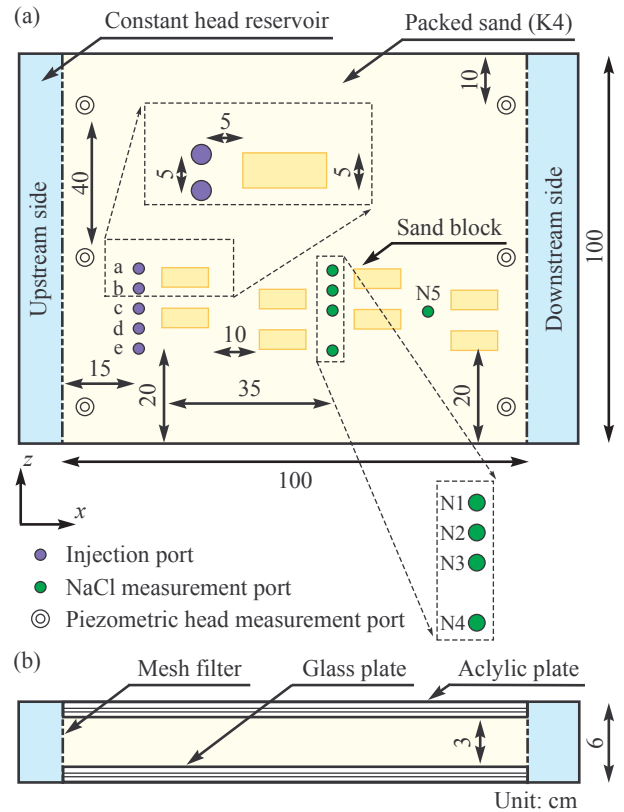 (a)
Constant head reservoir
Packed sand (K4)
10
5
5
5
40
Upstream side
Downstream side
100
Sand block
a
b
c
d
e
N5
10
15
20
35
20
100
z
x
N1
N2
N3
N4
Injection port
NaCl measurement port
Piezometric head measurement port
(b)
Mesh filter
Glass plate
Aclylic plate
3
6
Unit: cm